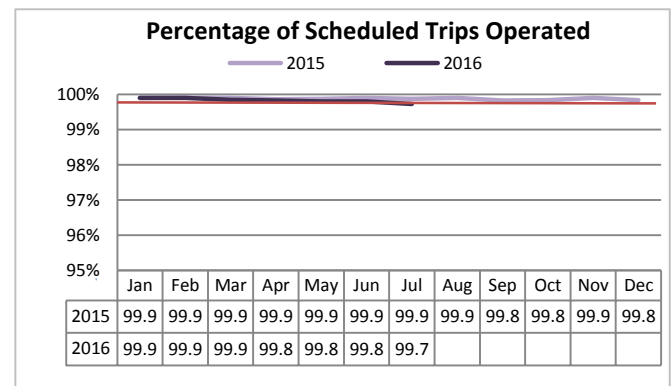 Percentage of Scheduled Trips Operated
2015 2016
100%
99%
98%
97%
96%
95%
Jan Feb Mar Apr May Jun Jul Aug Sep Oct Nov Dec
2015 99.9 99.9 99.9 99.9 99.9 99.9 99.9 99.9 99.8 99.8 99.9 99.8
2016 99.9 99.9 99.9 99.8 99.8 99.8 99.7